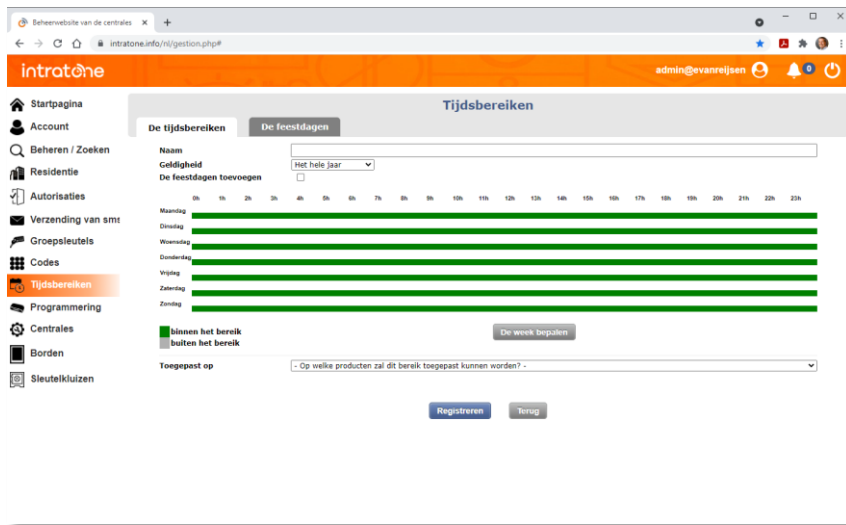 Beheerwebsite van de centrales
intratone.info/nl/gestion.php#
intratone
admin@evanreijsen
0
Startpagina
Account
Beheren / Zoeken
Residentie
Autorisaties
Verzending van sms
Groepsleutels
Codes
Tijdsbereiken
Programmering
Centrales
Borden
Sleutelkluizen
Tijdsbereiken
De tijdsbereiken De feestdagen
Naam
Geldigheid Het hele jaar
De feestdagen toevoegen
0h 1h 2h 3h 4h 5h 6h 7h 8h 9h 10h 11h 12h 13h 14h 15h 16h 17h 18h 19h 20h 21h 22h 23h
Maandag
Dinsdag
Woensdag
Donderdag
Vrijdag
Zaterdag
Zondag
binnen het bereik
buiten het bereik
De week bepalen
Toegepast op - Op welke producten zal dit bereik toegepast kunnen worden? -
Registreren Terug